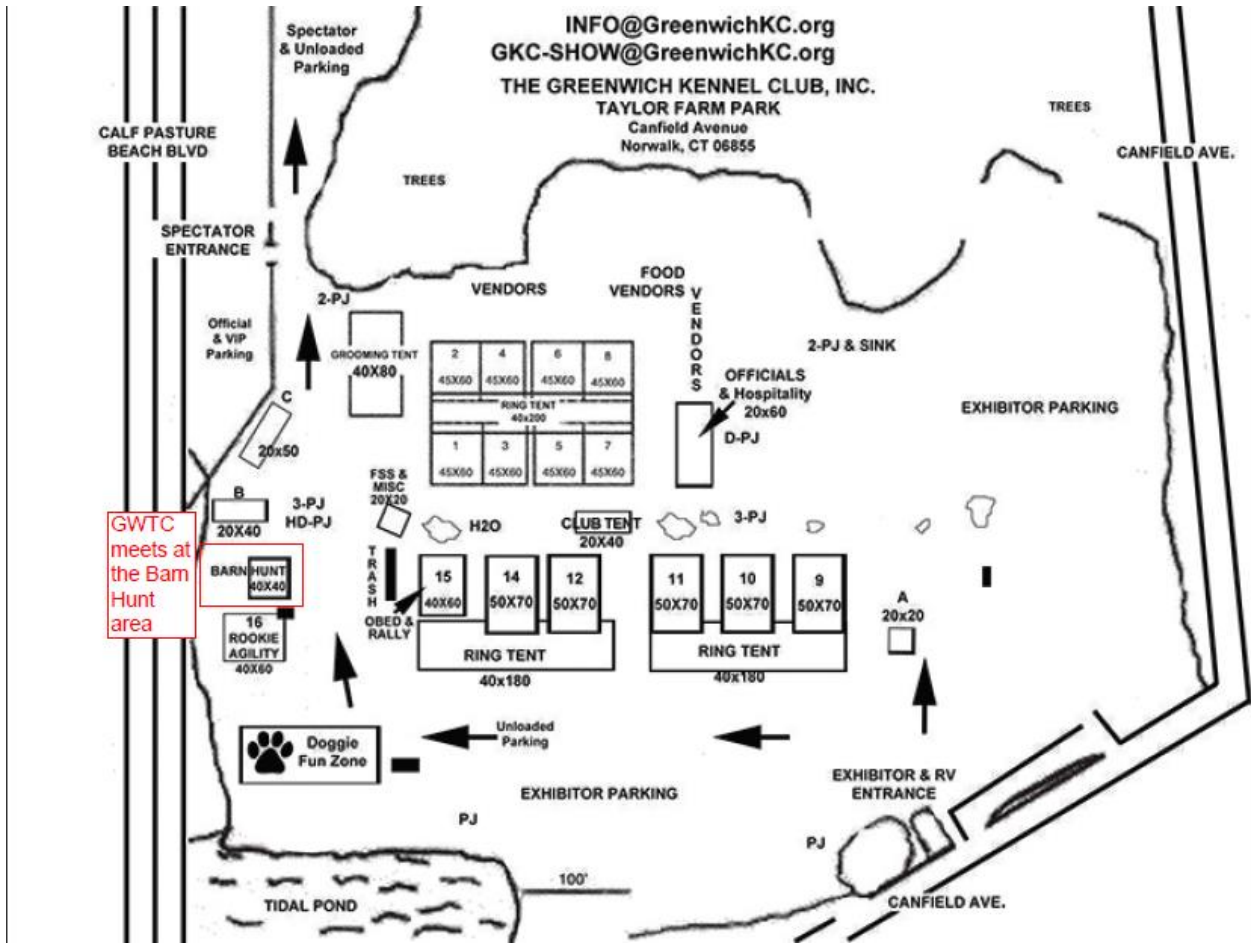 INFO@GreenwichKC.org
GKC-SHOW@GreenwichKC.org
THE GREENWICH KENNEL CLUB, INC.
TAYLOR FARM PARK
Canfield Avenue
Norwalk, CT 06855
Spectator
& Unloaded
Parking
CALF PASTURE
BEACH BLVD
TREES
TREES
CANFIELD AVE.
SPECTATOR
ENTRANCE
2-PJ
VENDORS
FOOD
VENDORS
VENDORS
Official
& VIP
Parking
GROOMING TENT
40X80
2
4
6
8
45X60
45X60
45X60
45X60
RING TENT
40x200
1
3
5
7
45X60
45X60
45X60
45X60
2-PJ & SINK
OFFICIALS
& Hospitality
20x60
D-PJ
EXHIBITOR PARKING
C
20x50
B
20X40
3-PJ
HD-PJ
FSS &
MISC
20X20
H2O
CLUB TENT
20X40
3-PJ
GWTC
meets at
the Barn
Hunt
area
BARN HUNT
40X40
TRASH
15
40X60
14
50X70
12
50X70
11
50X70
10
50X70
9
50X70
A
20x20
16
ROOKIE
AGILITY
40X60
OBED &
RALLY
RING TENT
40x180
RING TENT
40x180
Doggie
Fun Zone
Unloaded
Parking
EXHIBITOR PARKING
EXHIBITOR & RV
ENTRANCE
PJ
PJ
100'
TIDAL POND
CANFIELD AVE.